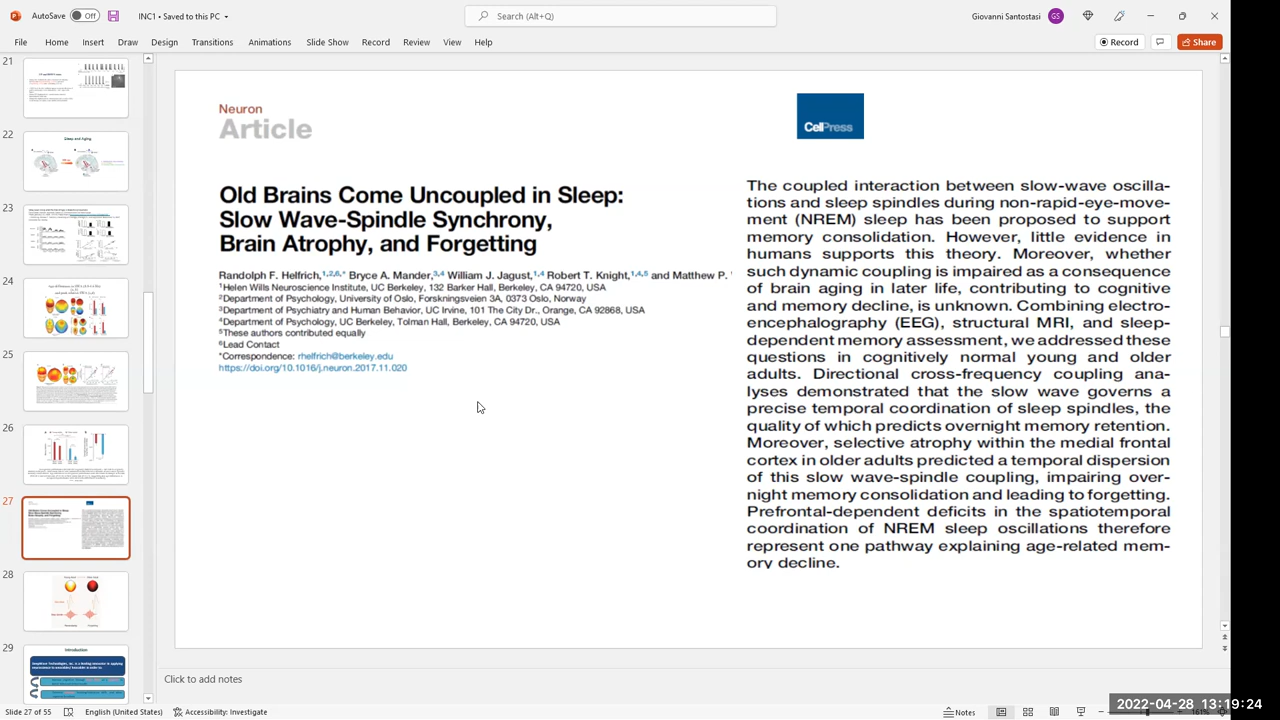 AutoSave Off INC1 • Saved to this PC
Search (Alt+Q)
Giovanni Santostasi GS
File Home Insert Draw Design Transitions Animations Slide Show Record Review View Help
Record Share
21
22
Sleep and Aging
23
24
25
26
27
28
29
Introduction
Neuron
Article
CellPress
Old Brains Come Uncoupled in Sleep:
Slow Wave-Spindle Synchrony,
Brain Atrophy, and Forgetting
Randolph F. Helfrich,1,2,6,* Bryce A. Mander,3,4 William J. Jagust,1,4 Robert T. Knight,1,4,5 and Matthew P.
1Helen Wills Neuroscience Institute, UC Berkeley, 132 Barker Hall, Berkeley, CA 94720, USA
2Department of Psychology, University of Oslo, Forskningsveien 3A, 0373 Oslo, Norway
3Department of Psychiatry and Human Behavior, UC Irvine, 101 The City Dr., Orange, CA 92868, USA
4Department of Psychology, UC Berkeley, Tolman Hall, Berkeley, CA 94720, USA
5These authors contributed equally
6Lead Contact
*Correspondence: rhelfrich@berkeley.edu
https://doi.org/10.1016/j.neuron.2017.11.020
The coupled interaction between slow-wave oscilla-
tions and sleep spindles during non-rapid-eye-move-
ment (NREM) sleep has been proposed to support
memory consolidation. However, little evidence in
humans supports this theory. Moreover, whether
such dynamic coupling is impaired as a consequence
of brain aging in later life, contributing to cognitive
and memory decline, is unknown. Combining electro-
encephalography (EEG), structural MRI, and sleep-
dependent memory assessment, we addressed these
questions in cognitively normal young and older
adults. Directional cross-frequency coupling ana-
lyses demonstrated that the slow wave governs a
precise temporal coordination of sleep spindles, the
quality of which predicts overnight memory retention.
Moreover, selective atrophy within the medial frontal
cortex in older adults predicted a temporal dispersion
of this slow wave-spindle coupling, impairing over-
night memory consolidation and leading to forgetting.
Prefrontal-dependent deficits in the spatiotemporal
coordination of NREM sleep oscillations therefore
represent one pathway explaining age-related mem-
ory decline.
Click to add notes
Slide 27 of 55 English (United States) Accessibility: Investigate Notes
2022-04-28 13:19:24